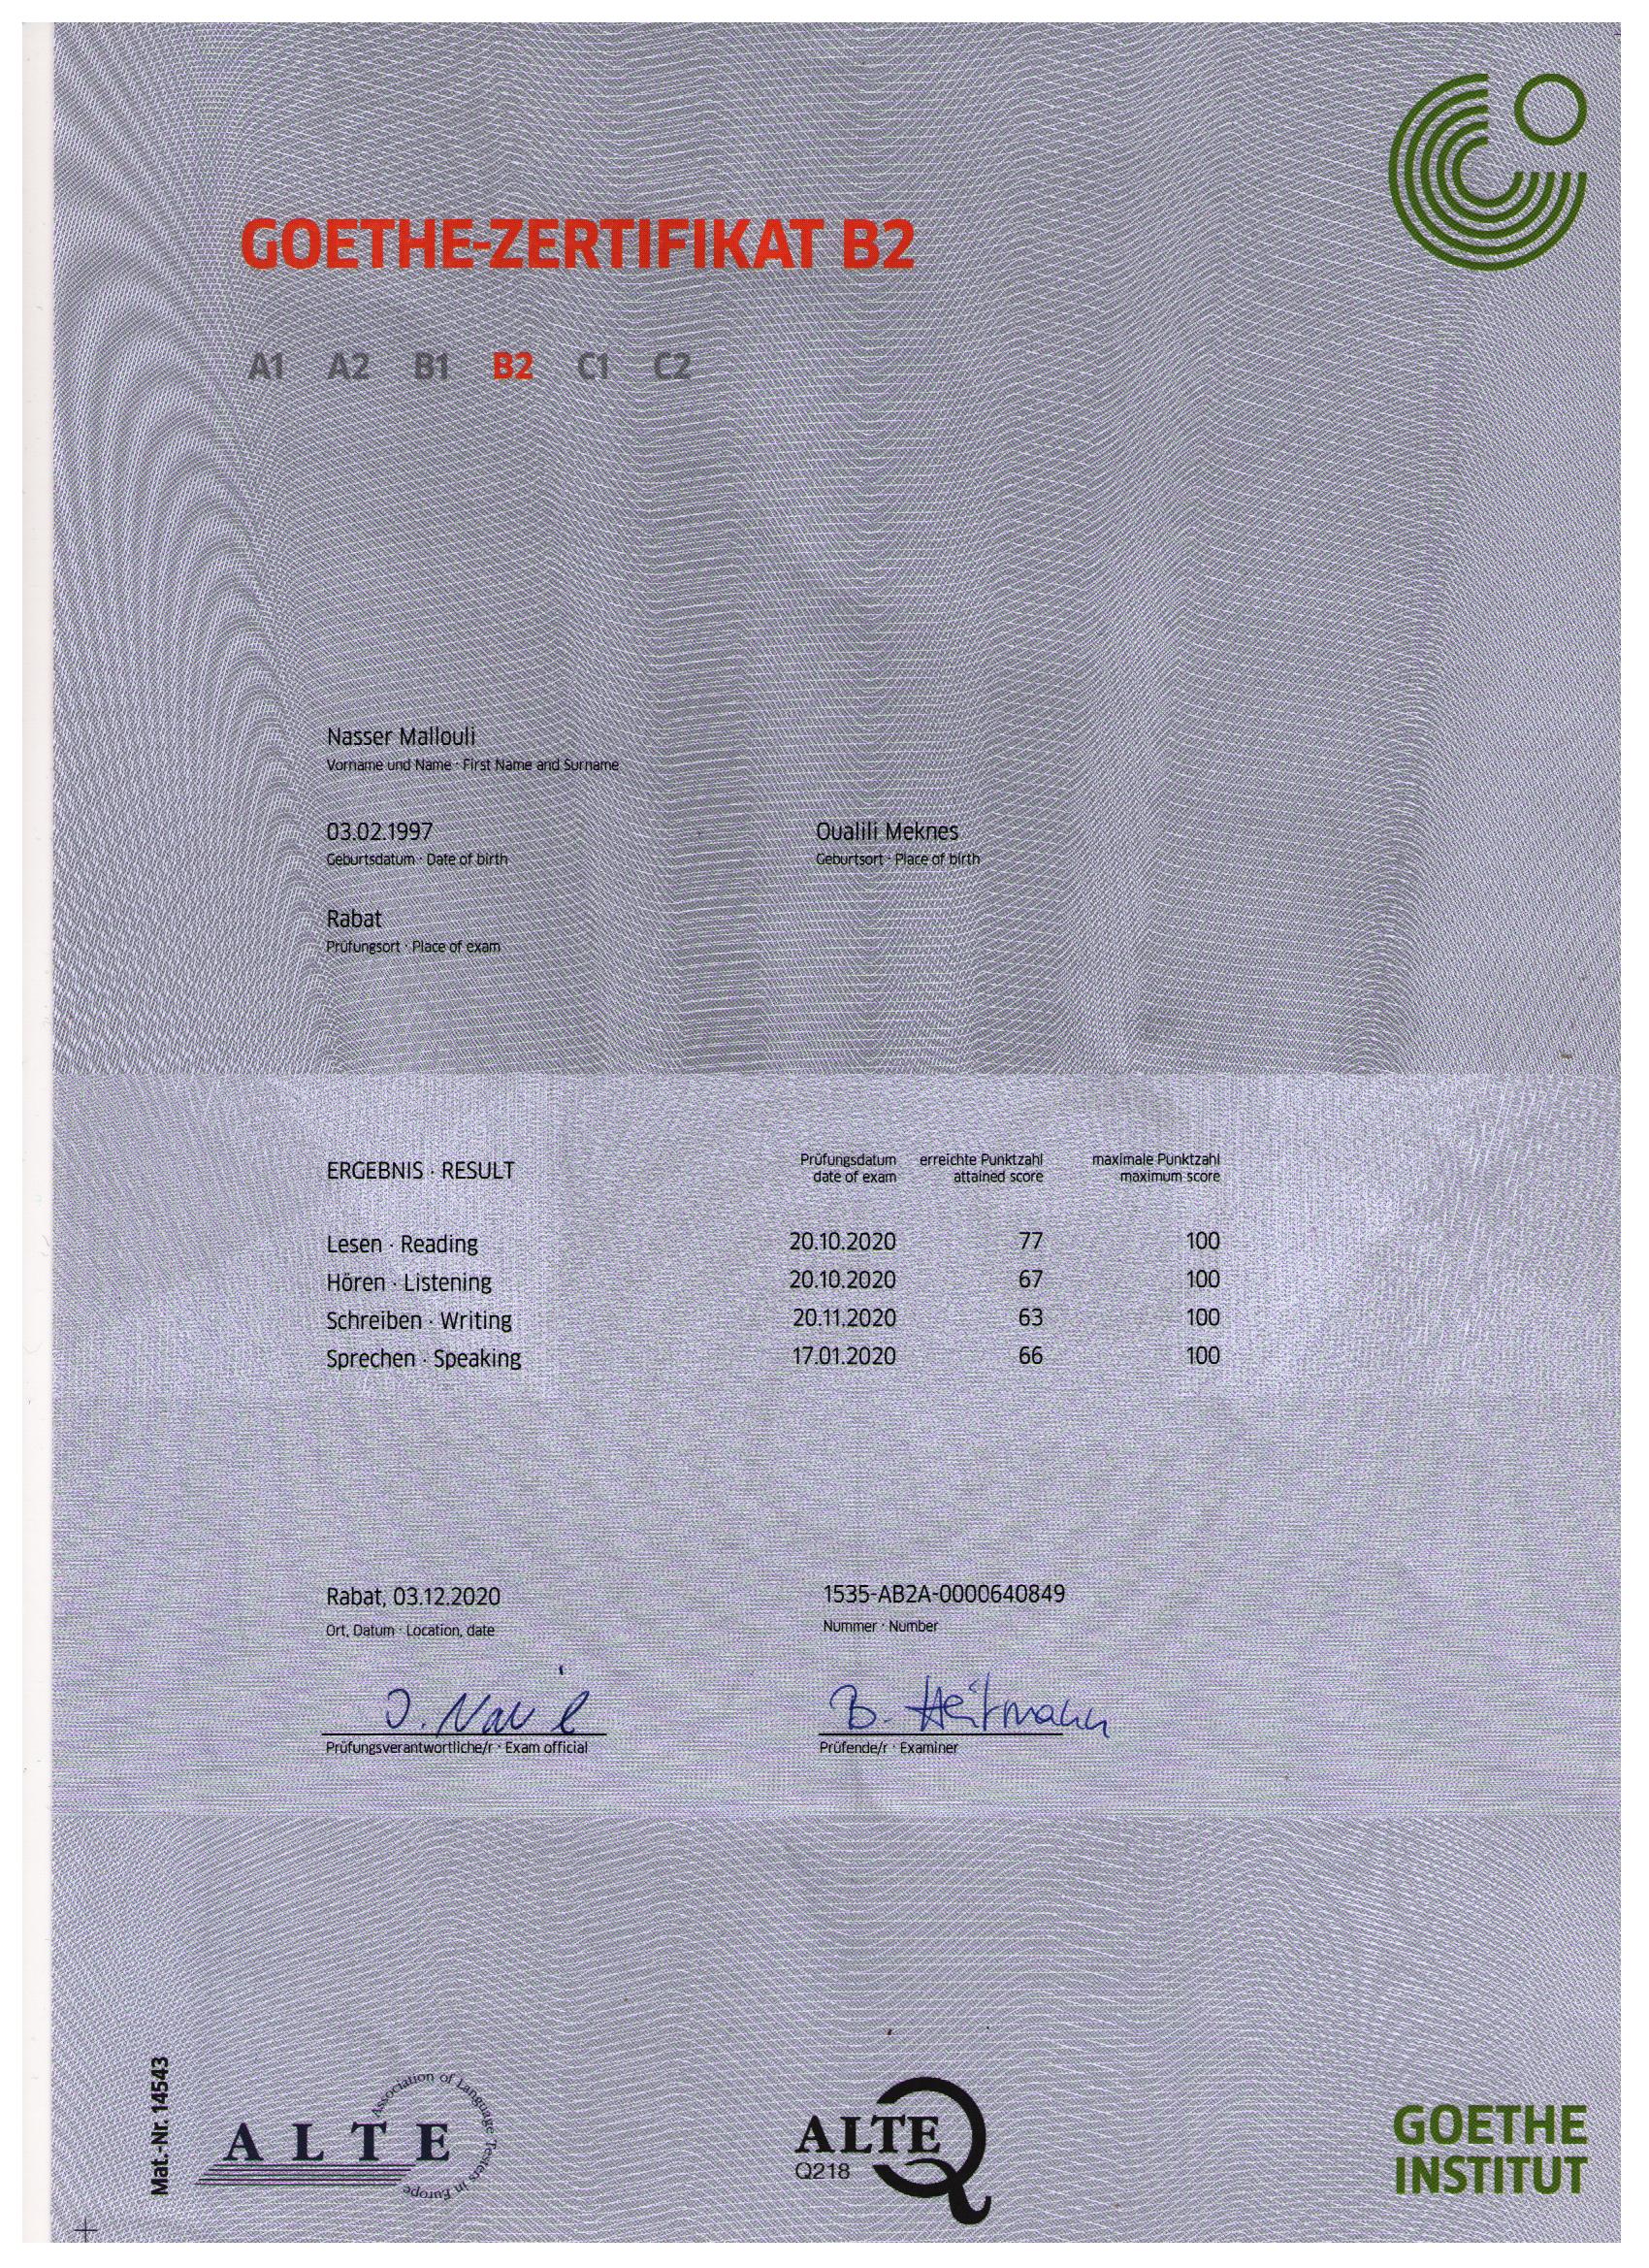 GOETHE-ZERTIFIKAT B2
A1 A2 B1 B2 C1 C2
Nasser Mallouli
Vorname und Name · First Name and Surname
03.02.1997 Oualili Meknes
Geburtsdatum · Date of birth Geburtsort · Place of birth
Rabat
Prüfungsort · Place of exam
ERGEBNIS · RESULT Prüfungsdatum erreichte Punktzahl maximale Punktzahl
date of exam attained score maximum score
Lesen · Reading 20.10.2020 77 100
Hören · Listening 20.10.2020 67 100
Schreiben · Writing 20.11.2020 63 100
Sprechen · Speaking 17.01.2020 66 100
Rabat, 03.12.2020 1535-AB2A-0000640849
Ort, Datum · Location, date Nummer · Number
B. Heitmann
Prüfungsverantwortliche/r · Exam official Prüfende/r · Examiner
Mat.-Nr. 14543
ALTE
Association of Language Testers in Europe
ALTE
Q218
GOETHE
INSTITUT